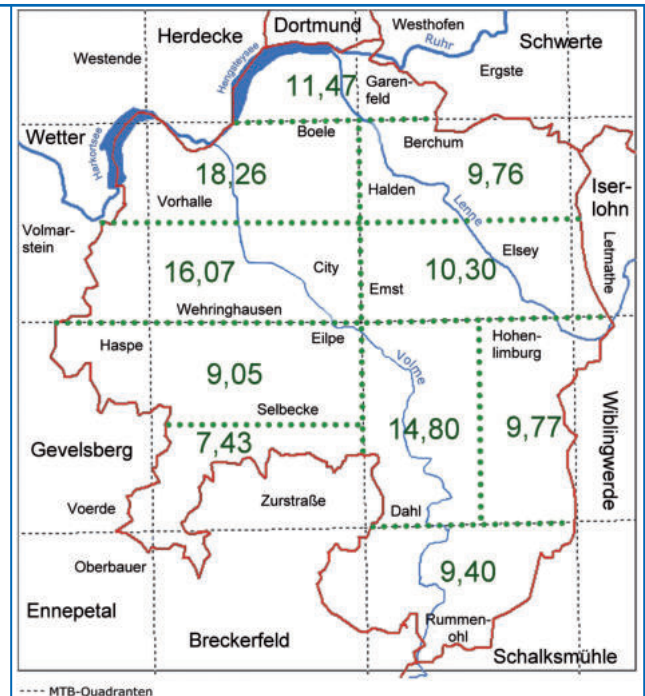 Dortmund
Herdecke
Westhofen
Schwerte
Ruhr
Westende
Hengsteysee
Ergste
11,47
Garen-
feld
Wetter
Harkortsee
Boele
Berchum
18,26
9,76
Iser-
lohn
Vorhalle
Halden
Lenne
Volmar-
stein
Letmathe
16,07
City
Elsey
10,30
Emst
Wehringhausen
Eilpe
Hohen-
limburg
Haspe
Volme
9,05
Selbecke
Wiblingwerde
Gevelsberg
7,43
14,80
9,77
Voerde
Zurstraße
Dahl
Oberbauer
9,40
Ennepetal
Rummen-
ohl
Breckerfeld
Schalksmühle
---- MTB-Quadranten